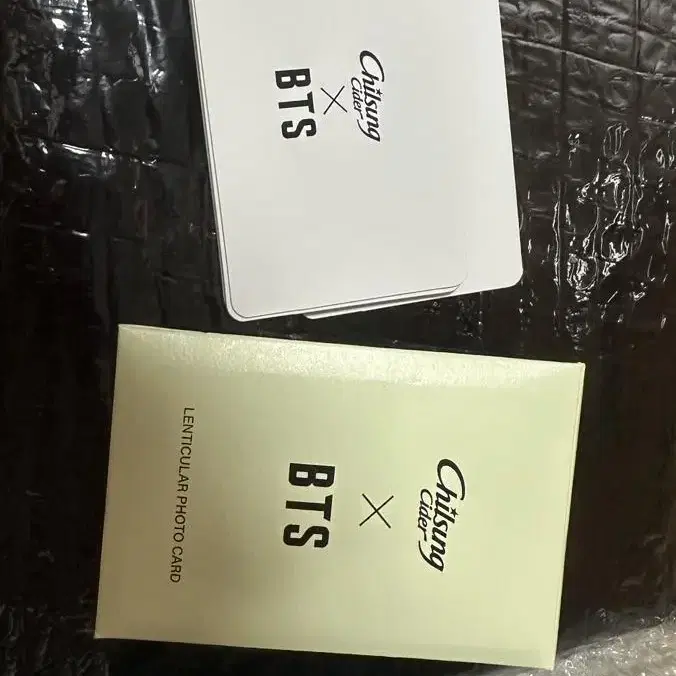 Chilsung
Cider
×
BTS
Chilsung
Cider
×
BTS
LENTICULAR PHOTO CARD